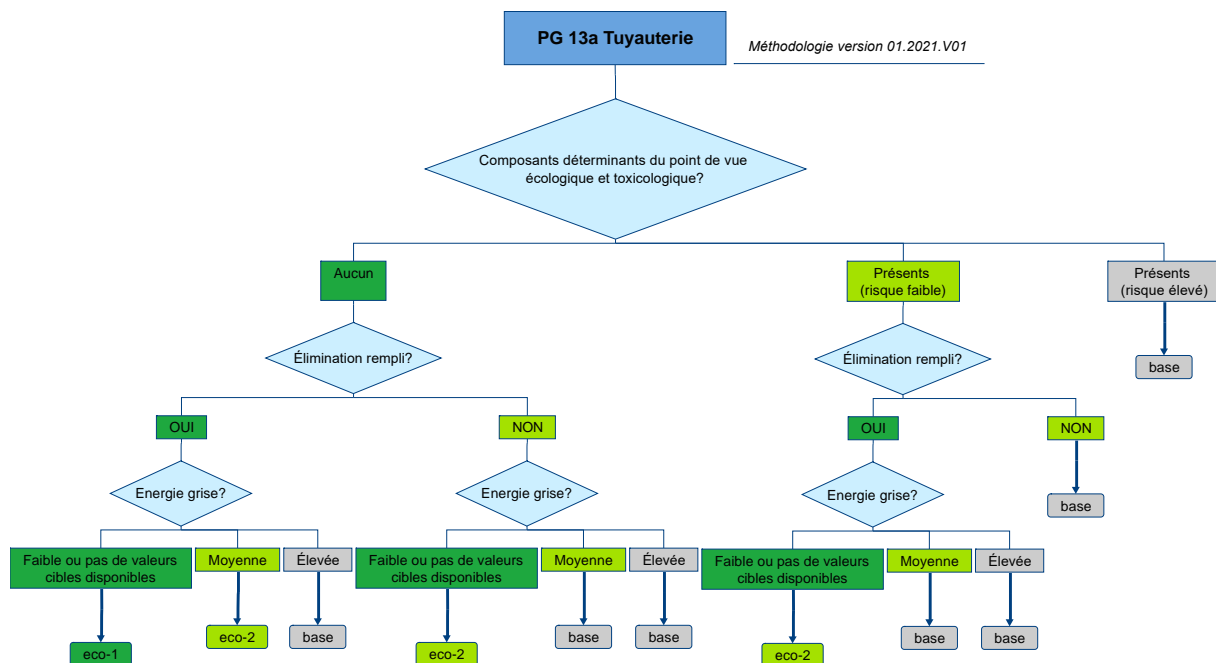 PG 13a Tuyauterie
Méthodologie version 01.2021.V01
Composants déterminants du point de vue
écologique et toxicologique?
Aucun
Présents
(risque faible)
Présents
(risque élevé)
Élimination rempli?
Élimination rempli?
base
OUI
NON
OUI
NON
Energie grise?
Energie grise?
Energie grise?
base
Faible ou pas de valeurs
cibles disponibles
Moyenne
Élevée
Faible ou pas de valeurs
cibles disponibles
Moyenne
Élevée
Faible ou pas de valeurs
cibles disponibles
Moyenne
Élevée
eco-1
eco-2
base
eco-2
base
base
eco-2
base
base